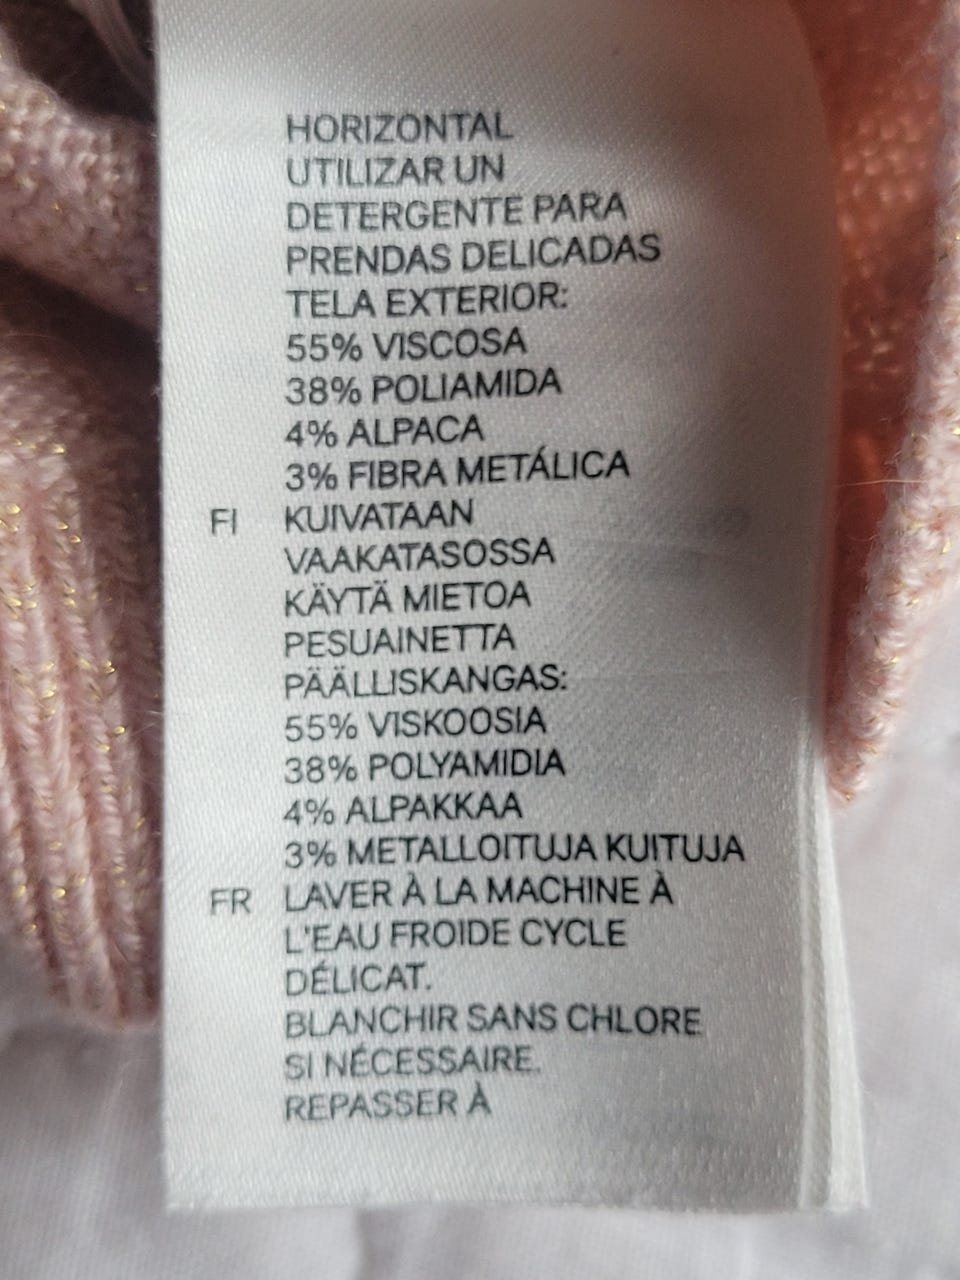 HORIZONTAL
UTILIZAR UN
DETERGENTE PARA
PRENDAS DELICADAS
TELA EXTERIOR:
55% VISCOSA
38% POLIAMIDA
4% ALPACA
3% FIBRA METÁLICA
FI KUIVATAAN
VAAKATASOSSA
KÄYTÄ MIETOA
PESUAINETTA
PÄÄLLISKANGAS:
55% VISKOOSIA
38% POLYAMIDIA
4% ALPAKKAA
3% METALLOITUJA KUITUJA
FR LAVER À LA MACHINE À
L'EAU FROIDE CYCLE
DÉLICAT.
BLANCHIR SANS CHLORE
SI NÉCESSAIRE.
REPASSER À